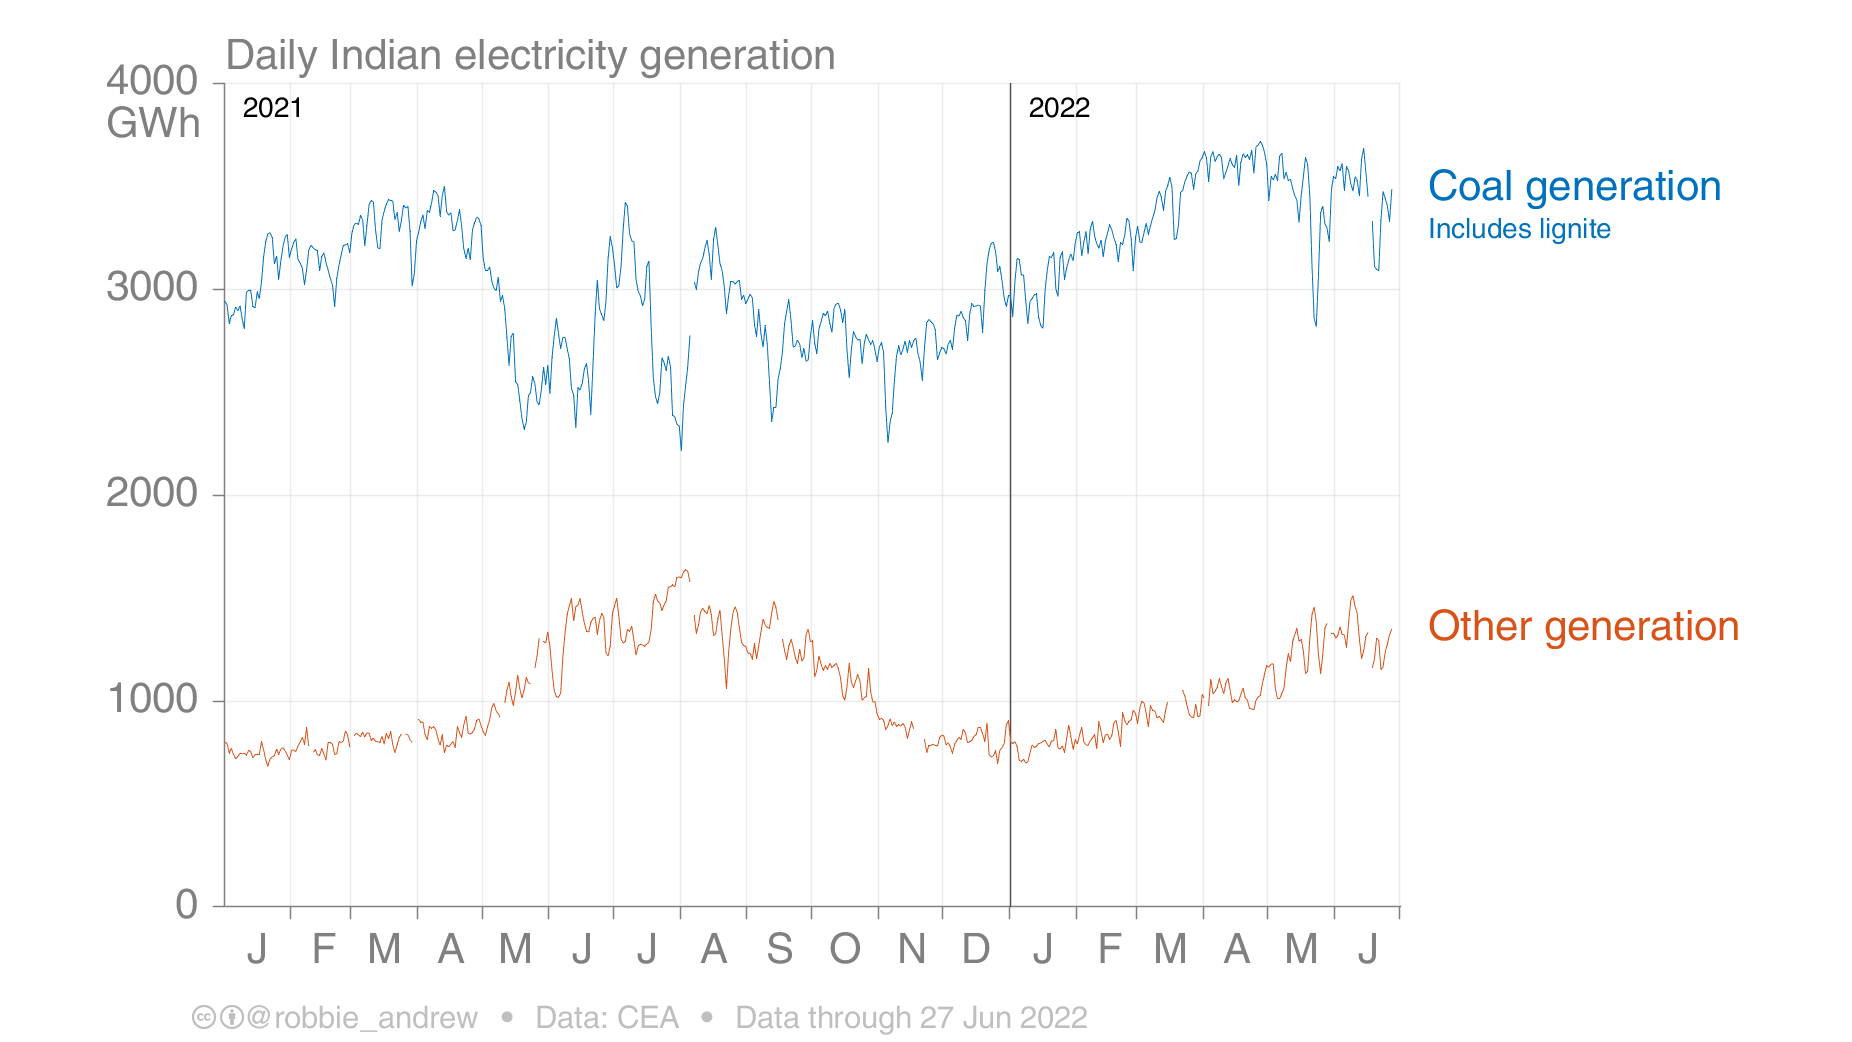 Daily Indian electricity generation
4000
GWh
2021
2022
Coal generation
Includes lignite
3000
2000
Other generation
1000
0
J F M A M J J A S O N D J F M A M J
@robbie_andrew • Data: CEA • Data through 27 Jun 2022